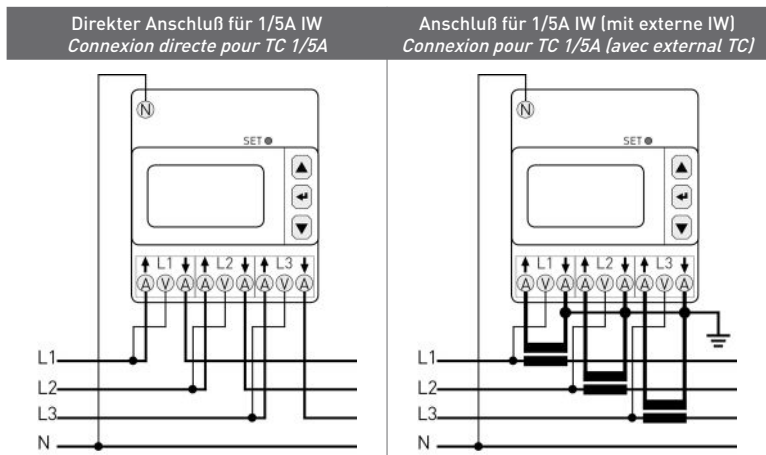 Direkter Anschluß für 1/5A IW
Connexion directe pour TC 1/5A
Anschluß für 1/5A IW (mit externe IW)
Connexion pour TC 1/5A (avec external TC)
N
SET
L1 L2 L3
A V A A V A A V A
L1
L2
L3
N
N
SET
L1 L2 L3
A V A A V A A V A
L1
L2
L3
N